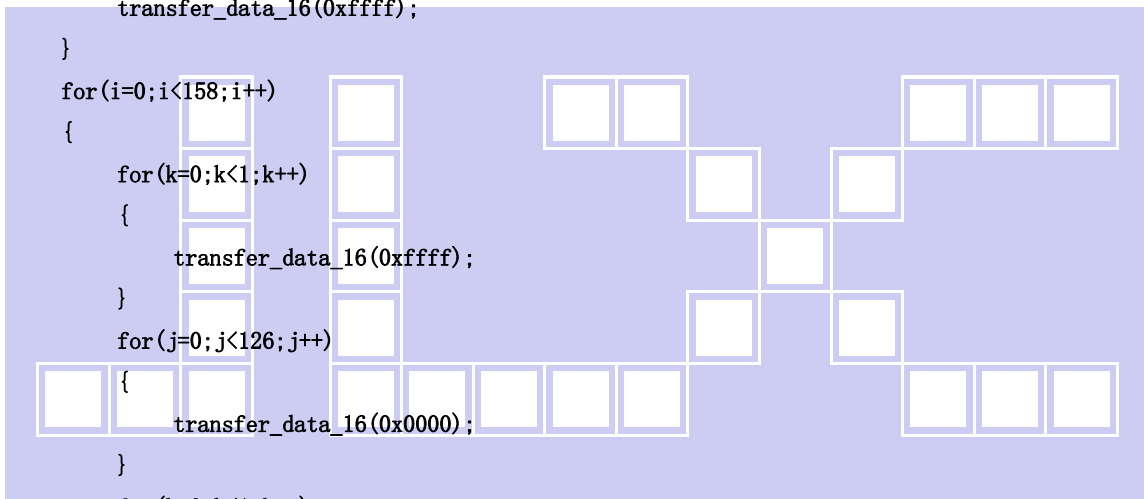 transfer_data_16(0xffff);
}
for(i=0;i<158;i++)
{
for(k=0;k<1;k++)
{
transfer_data_16(0xffff);
}
for(j=0;j<126;j++)
{
transfer_data_16(0x0000);
}